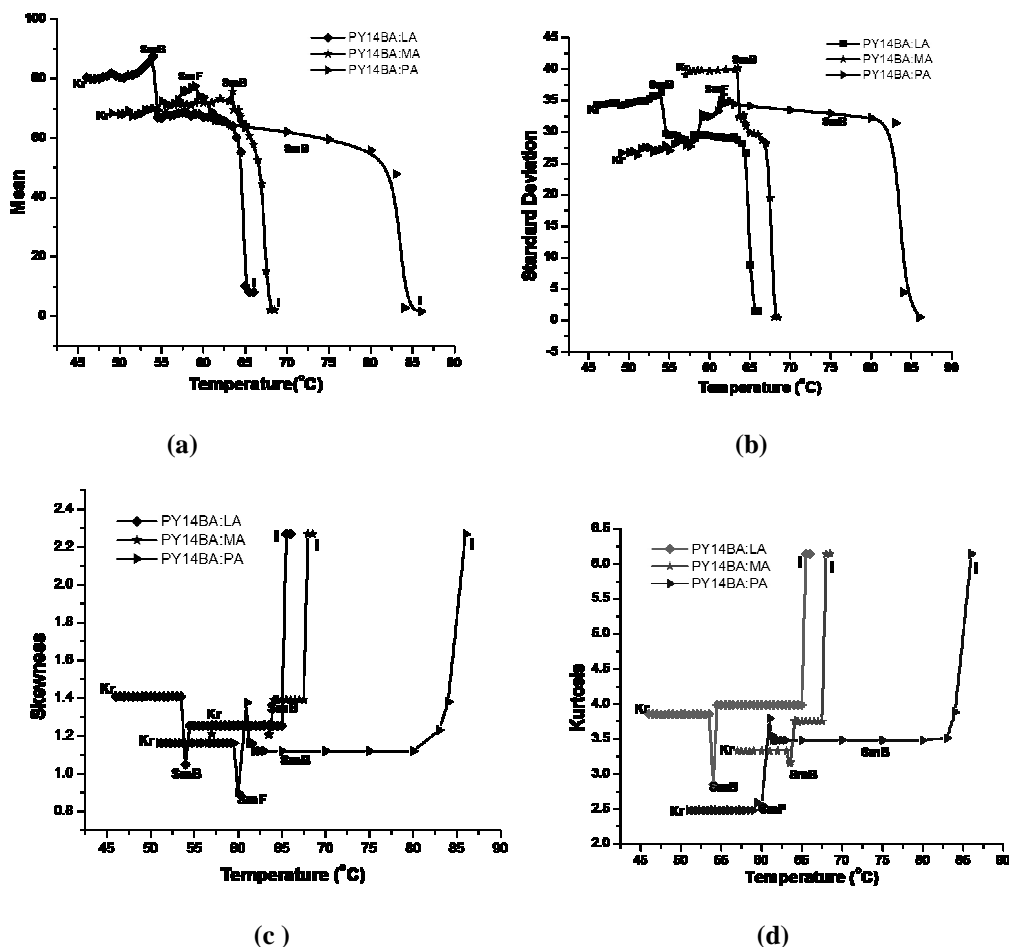 100
80
60
40
20
0
Mean
45 50 55 60 65 70 75 80 85 90
Temperature(°C)
PY14BA:LA
PY14BA:MA
PY14BA:PA
Kr
SmB
SmF
SmB
Kr
SmB
I
I
I
(a)
45
40
35
30
25
20
15
10
5
0
-5
Standard Deviation
45 50 55 60 65 70 75 80 85 90
Temperature (°C)
PY14BA:LA
PY14BA:MA
PY14BA:PA
Kr
SmB
SmB
Kr
SmF
SmB
Kr
(b)
2.4
2.2
2.0
1.8
1.6
1.4
1.2
1.0
0.8
Skewness
45 50 55 60 65 70 75 80 85 90
Temperature (°C)
PY14BA:LA
PY14BA:MA
PY14BA:PA
I
I
I
Kr
Kr
SmB
Kr
SmB
SmB
SmF
(c )
6.5
6.0
5.5
5.0
4.5
4.0
3.5
3.0
2.5
2.0
Kurtosis
45 50 55 60 65 70 75 80 85 90
Temperature (°C)
PY14BA:LA
PY14BA:MA
PY14BA:PA
I
I
I
Kr
Kr
SmB
SmB
SmB
Kr
SmF
(d)